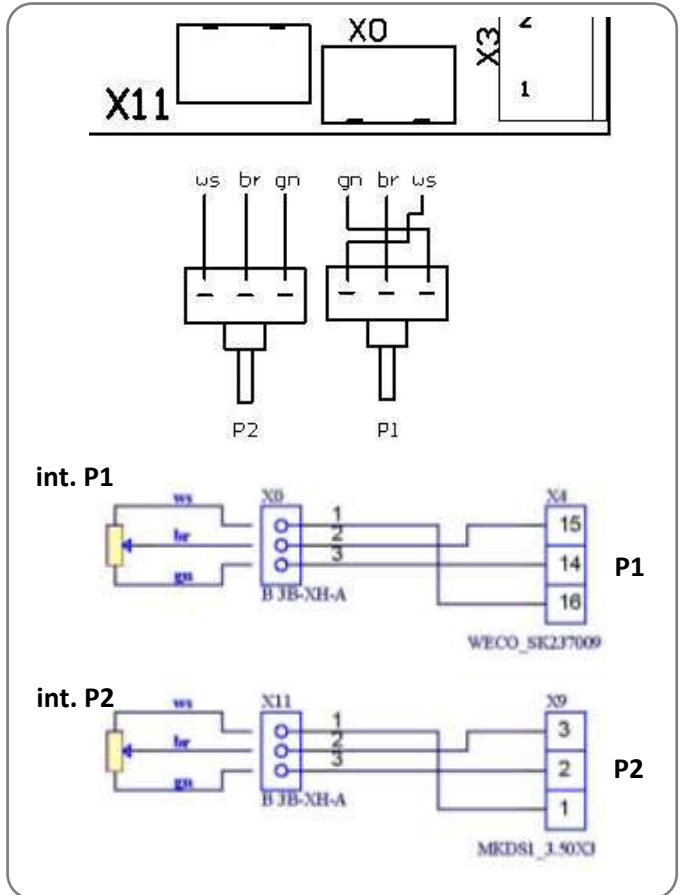 X0
X11
X3
2
1
ws br gn
gn br ws
P2
P1
int. P1
ws
br
gn
X0
1
2
3
B 3B-XH-A
X4
15
14
16
P1
WECO_SK237009
int. P2
ws
br
gn
X11
1
2
3
B 3B-XH-A
X9
3
2
1
P2
MKDS1_3.50X3